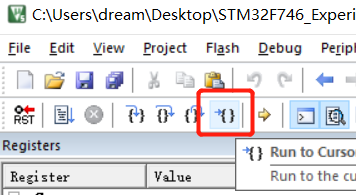 C:\Users\dream\Desktop\STM32F746_Experi
File Edit View Project Flash Debug Perip
RST {} {} {} {}
Registers
Run to Curso
Register Value
Run to the cu